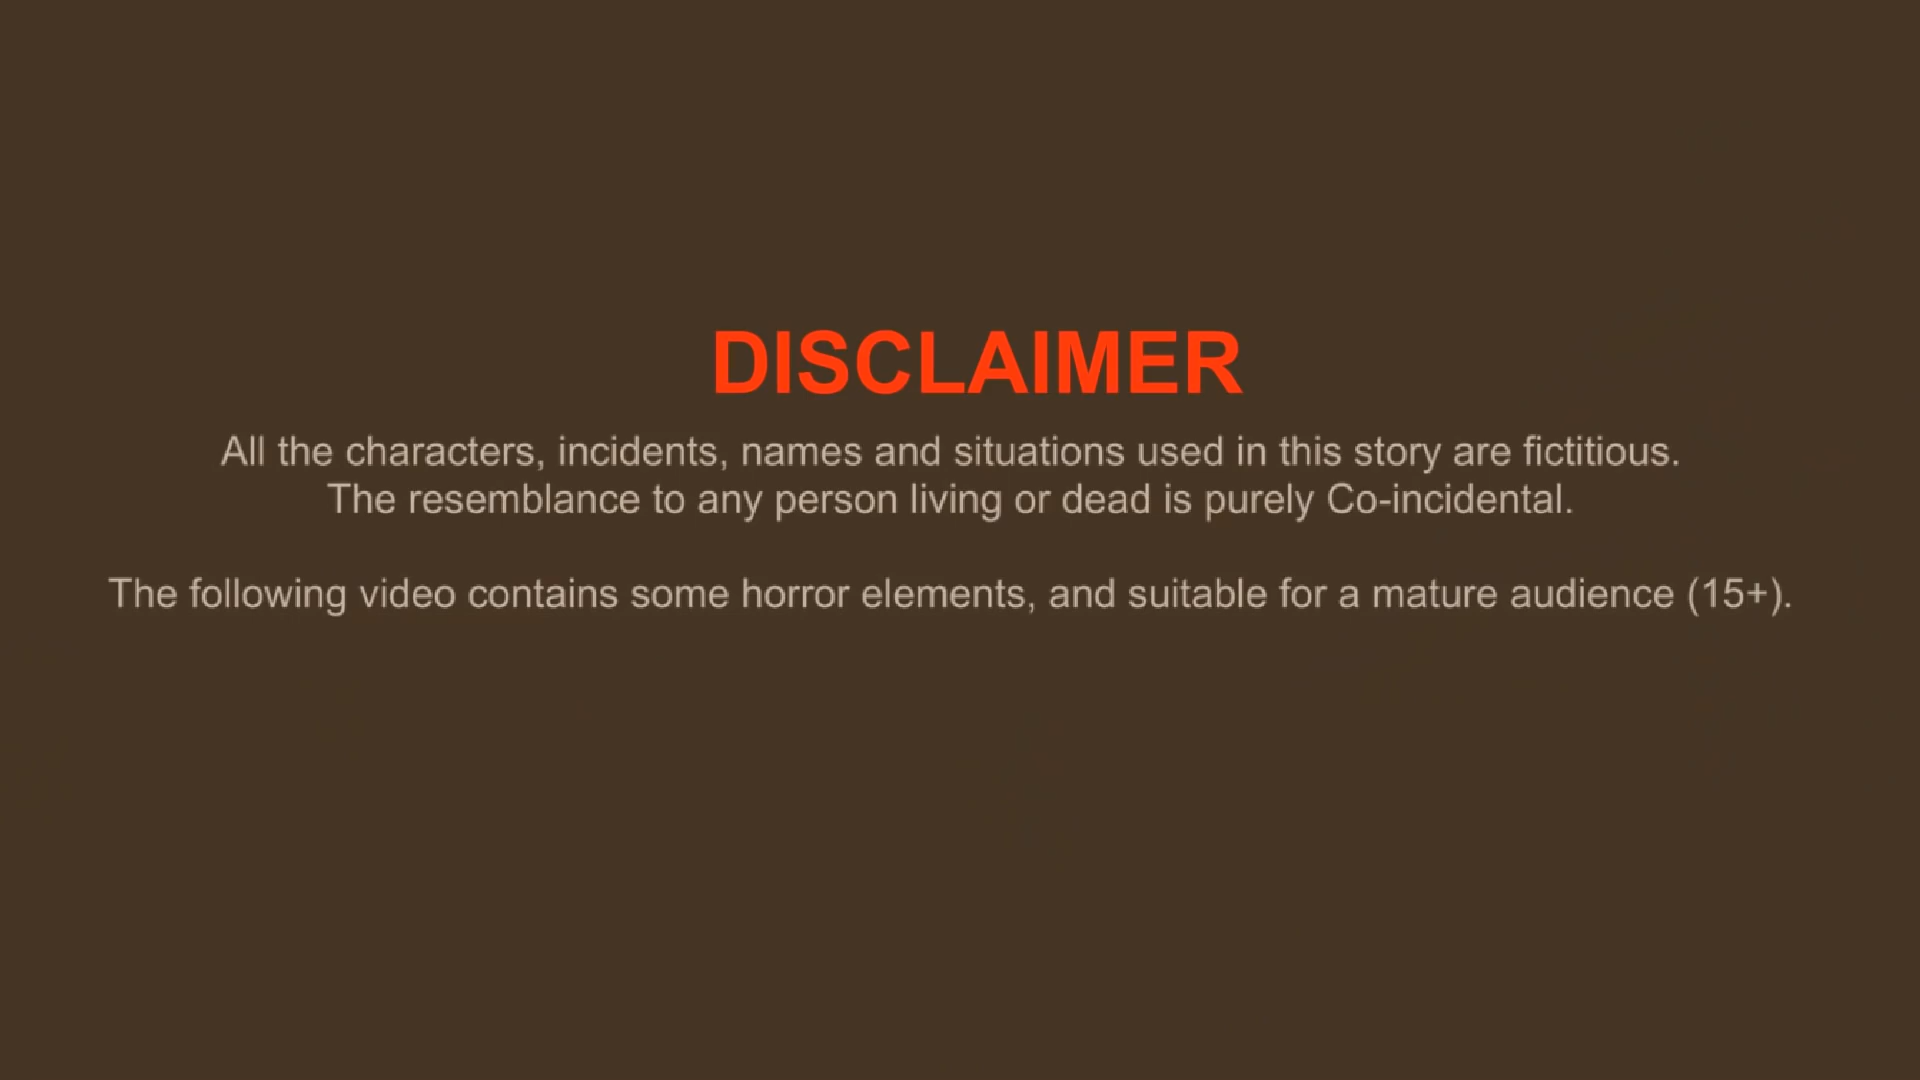 DISCLAIMER
All the characters, incidents, names and situations used in this story are fictitious.
The resemblance to any person living or dead is purely Co-incidental.
The following video contains some horror elements, and suitable for a mature audience (15+).